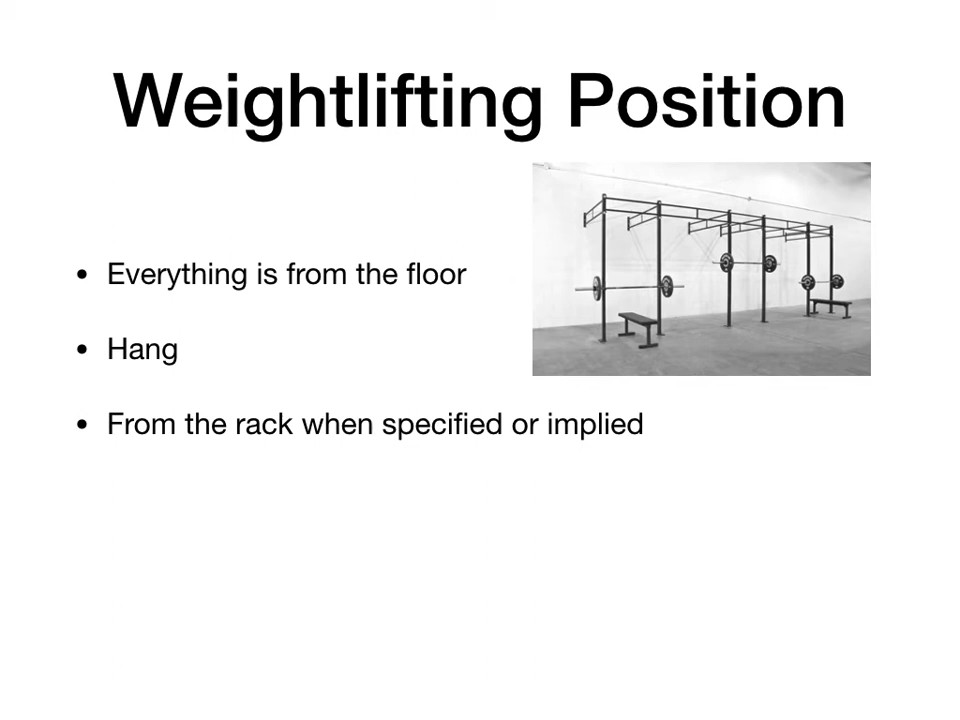 Weightlifting Position
• Everything is from the floor
• Hang
• From the rack when specified or implied